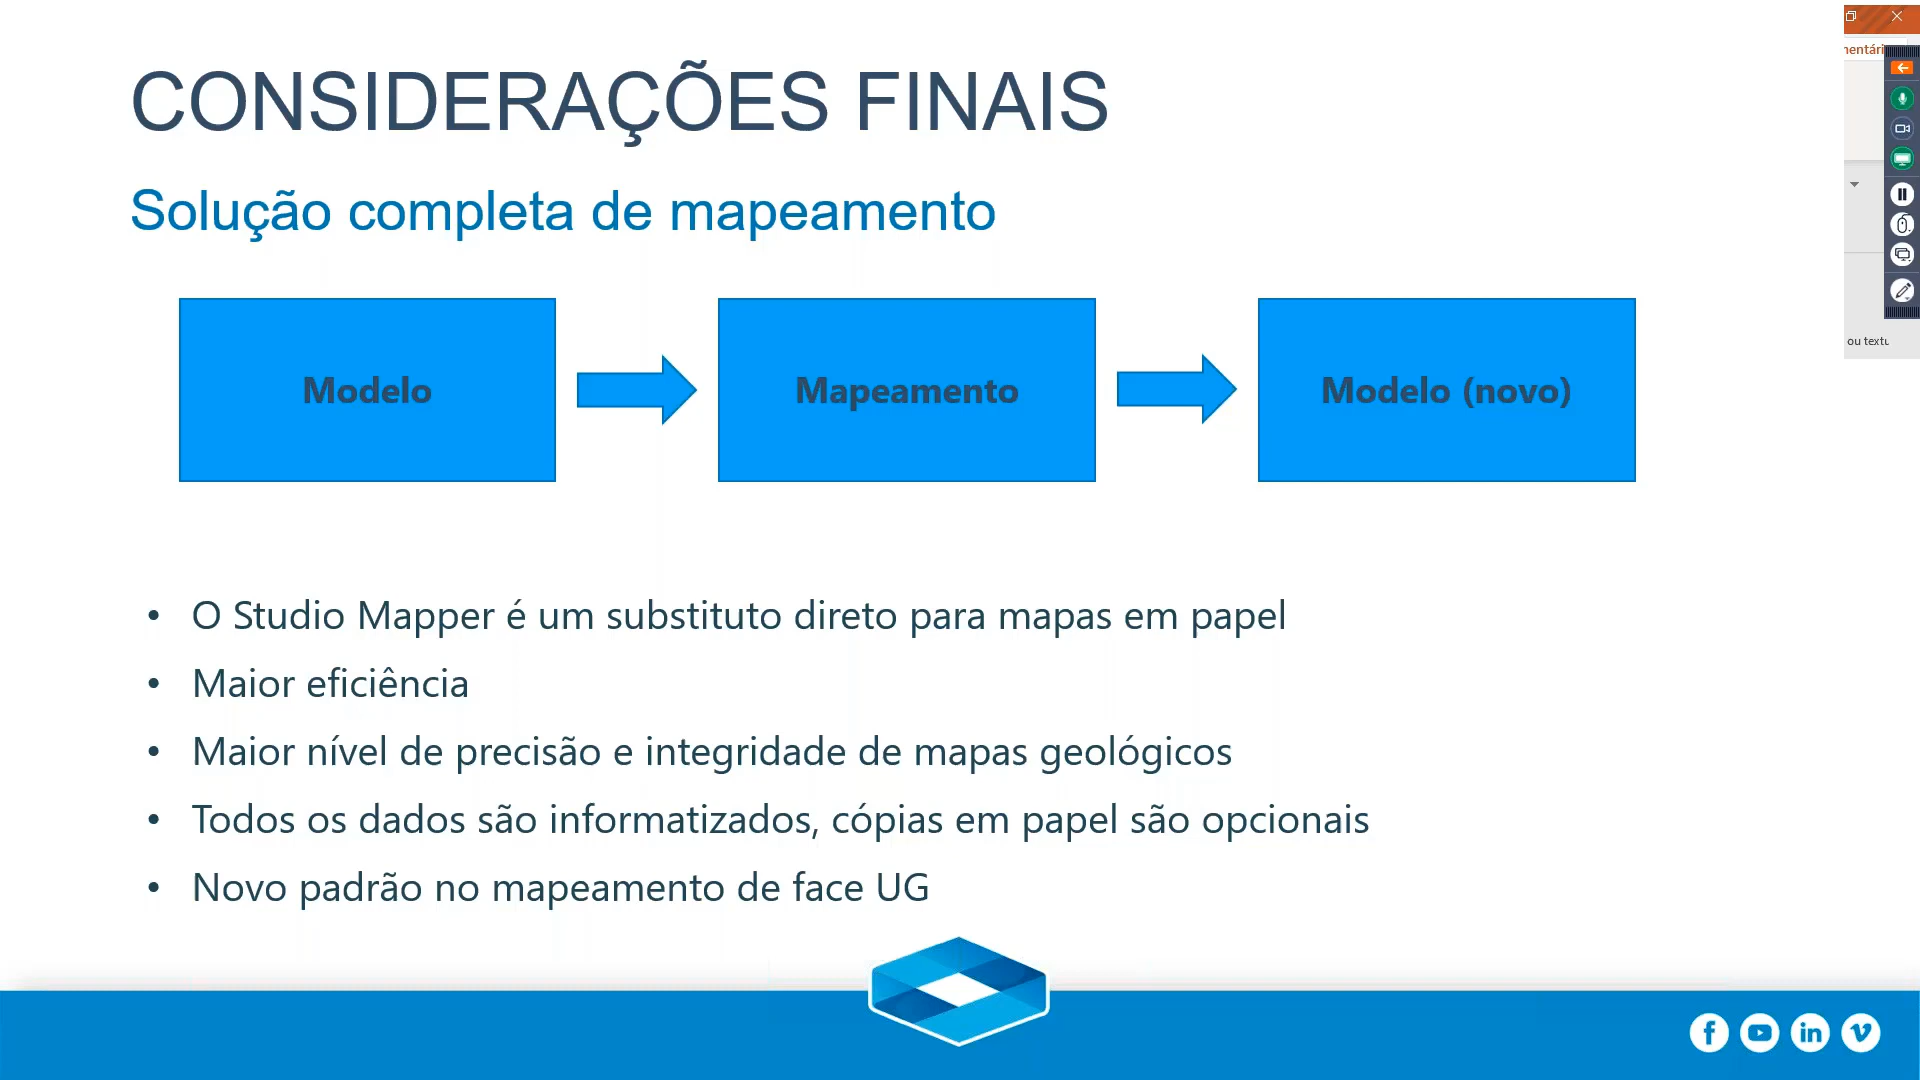 CONSIDERAÇÕES FINAIS
Solução completa de mapeamento
Modelo
Mapeamento
Modelo (novo)
• O Studio Mapper é um substituto direto para mapas em papel
• Maior eficiência
• Maior nível de precisão e integridade de mapas geológicos
• Todos os dados são informatizados, cópias em papel são opcionais
• Novo padrão no mapeamento de face UG
ou